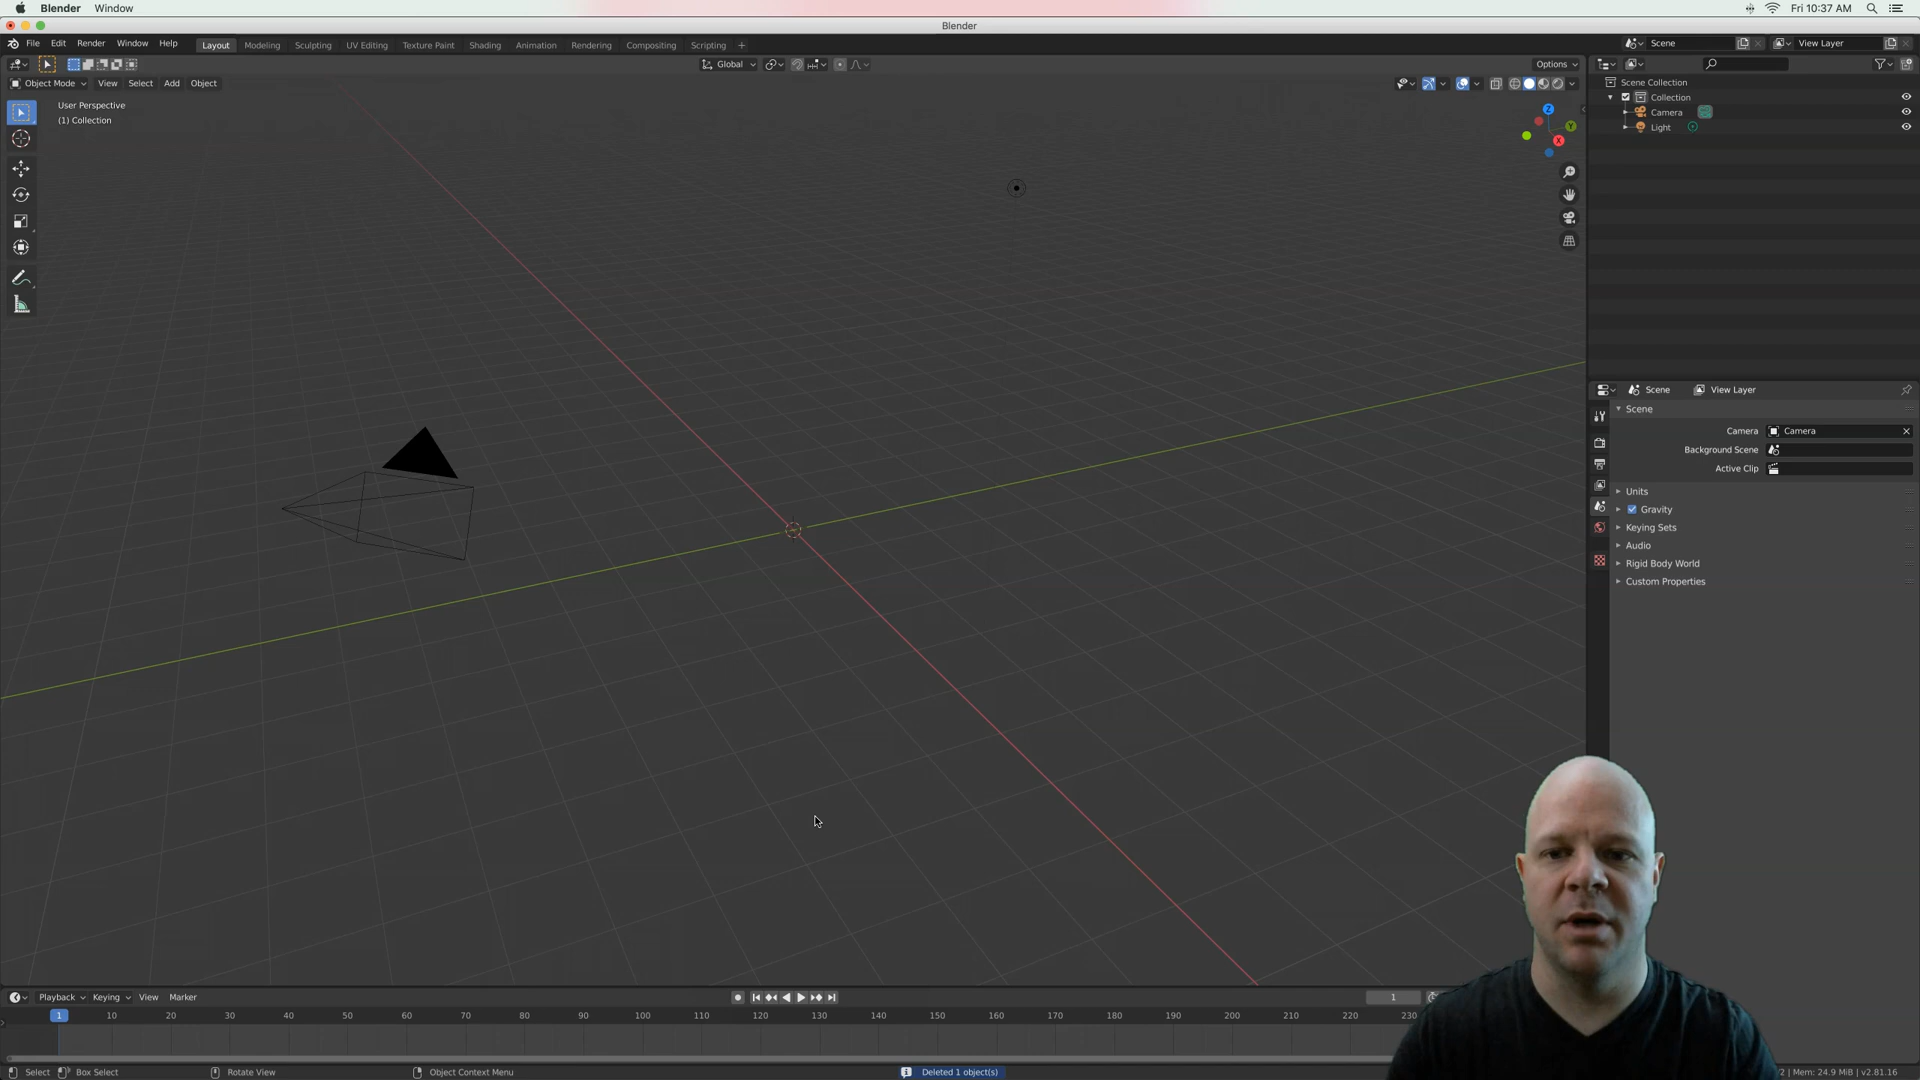 Blender Window Fri 10:37 AM
Blender
File Edit Render Window Help Layout Modeling Sculpting UV Editing Texture Paint Shading Animation Rendering Compositing Scripting + Scene View Layer
Global Options
Object Mode View Select Add Object
User Perspective
(1) Collection
Z
Y
X
Scene Collection
Collection
Camera
Light
Scene View Layer
Scene
Camera Camera
Background Scene
Active Clip
Units
Gravity
Keying Sets
Audio
Rigid Body World
Custom Properties
Playback Keying View Marker 1
1 10 20 30 40 50 60 70 80 90 100 110 120 130 140 150 160 170 180 190 200 210 220 230
Select Box Select Rotate View Object Context Menu Deleted 1 object(s) 2 | Mem: 24.9 MiB | v2.81.16